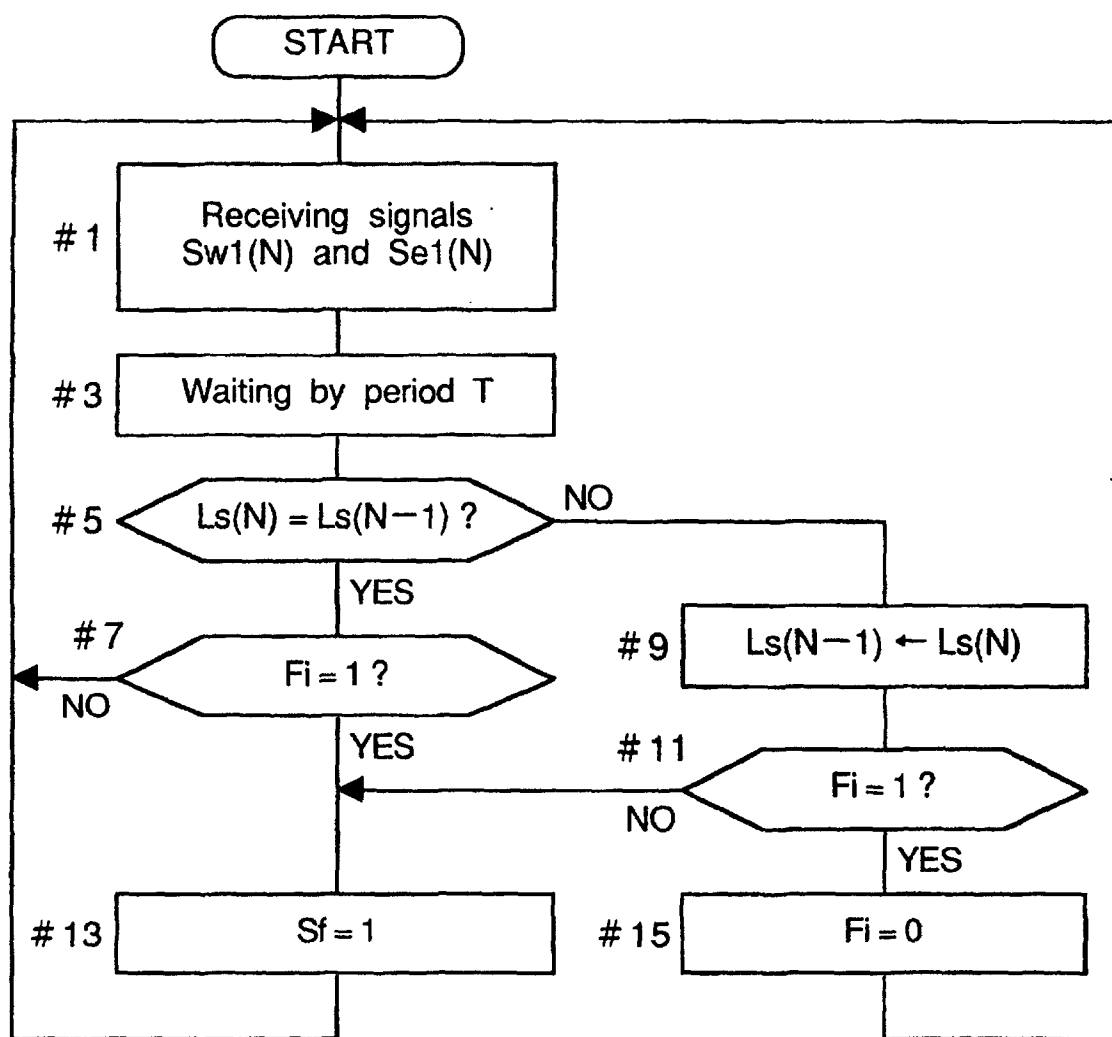 START
#1
Receiving signals
Sw1(N) and Se1(N)
#3
Waiting by period T
#5
Ls(N) = Ls(N−1) ?
NO
YES
#7
Fi = 1 ?
NO
YES
#9
Ls(N−1) ← Ls(N)
#11
Fi = 1 ?
NO
YES
#13
Sf = 1
#15
Fi = 0